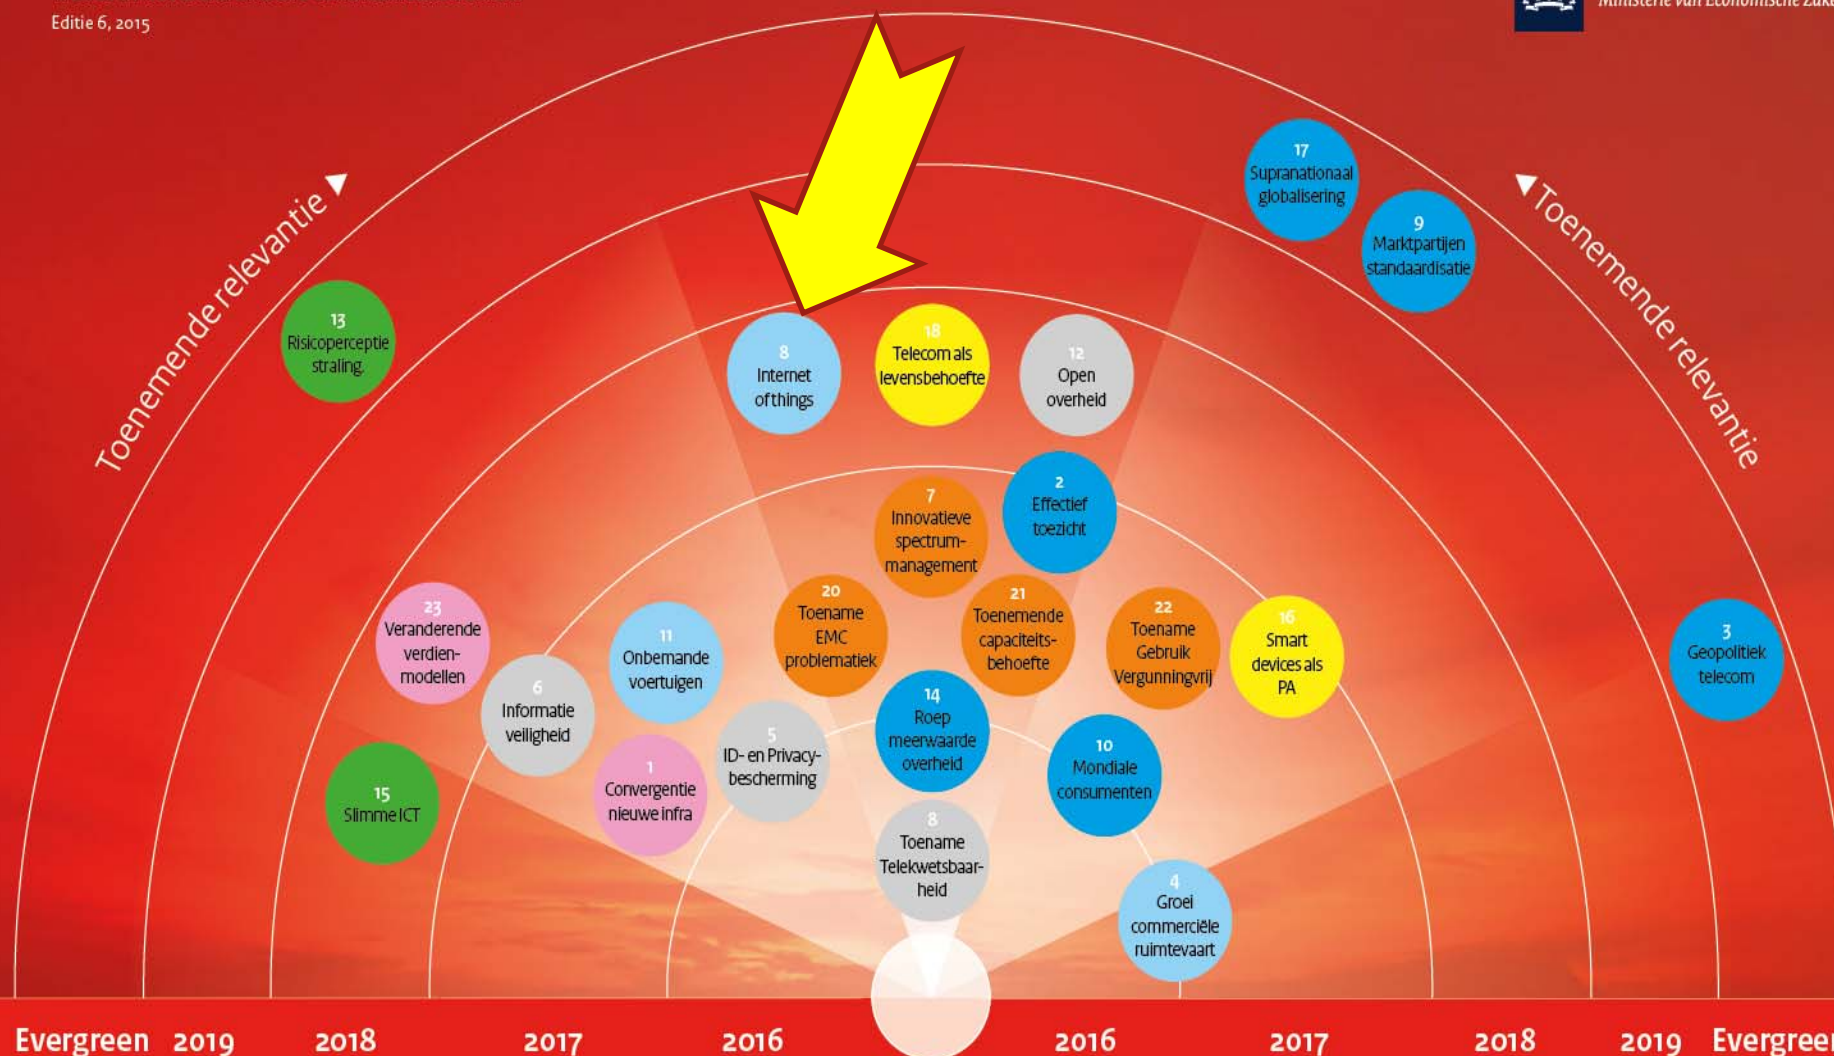 Editie 6, 2015
Ministerie van Economische Zake
Toenemende relevantie
Toenemende relevantie
17
Supranationaal
globalisering
9
Marktpartijen
standaardisatie
13
Risicoperceptie
straling.
8
Internet
of things
18
Telecom als
levensbehoefte
12
Open
overheid
2
Effectief
toezicht
7
Innovatieve
spectrum-
management
20
Toename
EMC
problematiek
21
Toenemende
capaciteits-
behoefte
22
Toename
Gebruik
Vergunningvrij
16
Smart
devices als
PA
3
Geopolitiek
telecom
23
Veranderende
verdien-
modellen
11
Onbemande
voertuigen
6
Informatie
veiligheid
14
Roep
meerwaarde
overheid
5
ID- en Privacy-
bescherming
10
Mondiale
consumenten
1
Convergentie
nieuwe infra
15
Slimme ICT
8
Toename
Telekwetsbaar-
heid
4
Groei
commerciële
ruimtevaart
Evergreen 2019 2018 2017 2016 2016 2017 2018 2019 Evergreen